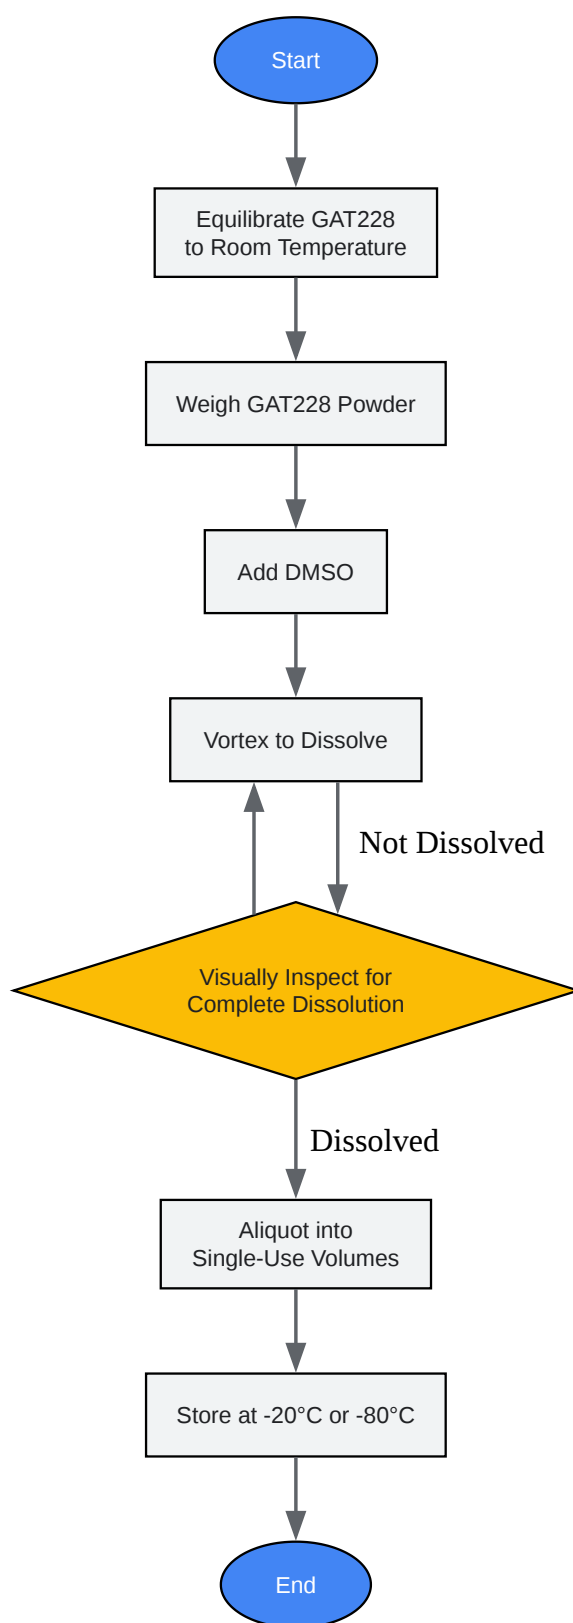 Start
Equilibrate GAT228
to Room Temperature
Weigh GAT228 Powder
Add DMSO
Vortex to Dissolve
Not Dissolved
Visually Inspect for
Complete Dissolution
Dissolved
Aliquot into
Single-Use Volumes
Store at -20°C or -80°C
End